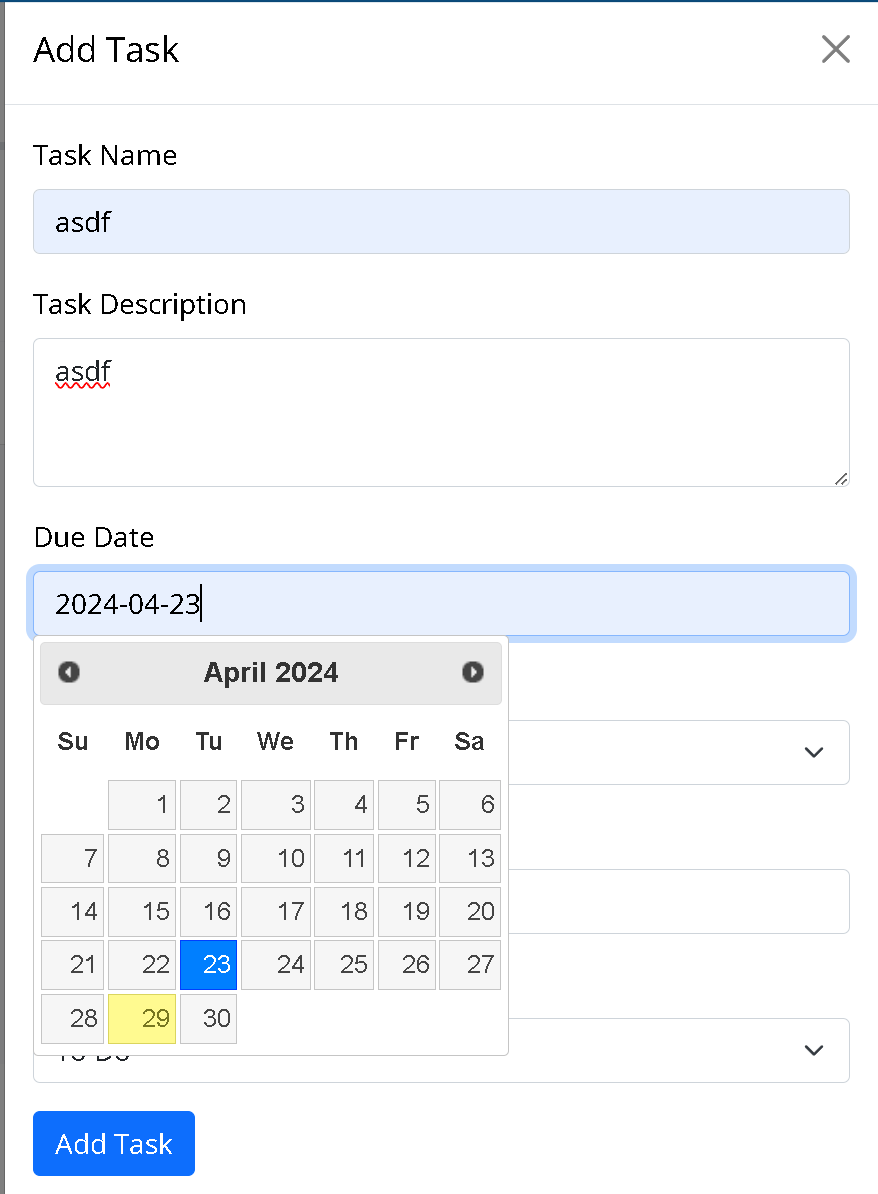 Add Task
Task Name
asdf
Task Description
asdf
Due Date
2024-04-23
April 2024
Su Mo Tu We Th Fr Sa
1 2 3 4 5 6
7 8 9 10 11 12 13
14 15 16 17 18 19 20
21 22 23 24 25 26 27
28 29 30
To Do
Add Task